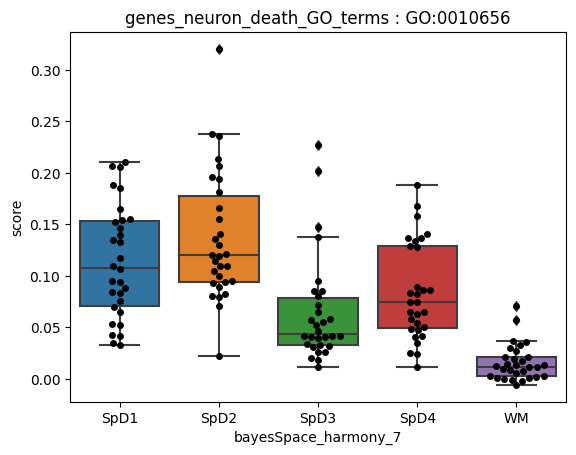 genes_neuron_death_GO_terms : GO:0010656
score
0.30
0.25
0.20
0.15
0.10
0.05
0.00
SpD1 SpD2 SpD3 SpD4 WM
bayesSpace_harmony_7